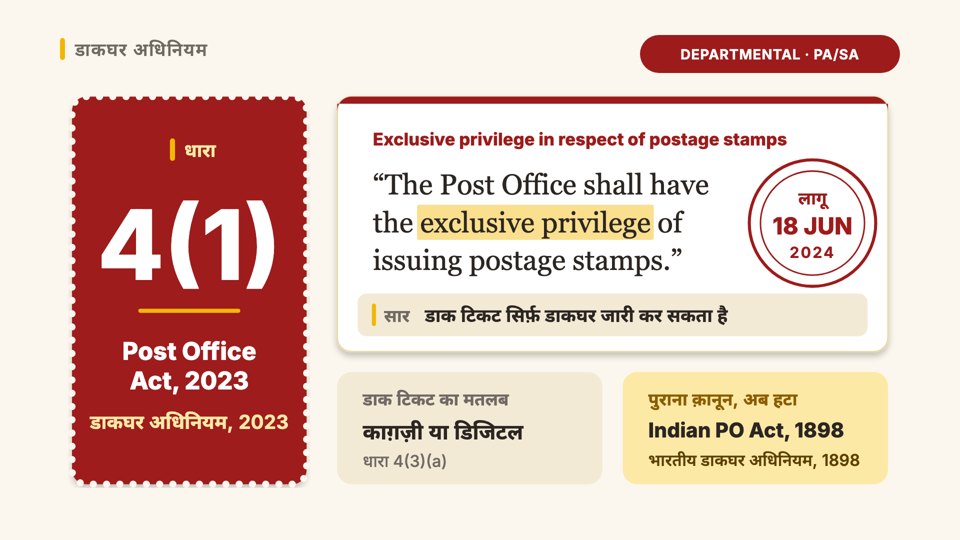 डाकघर अधिनियम
DEPARTMENTAL · PA/SA
धारा
4(1)
Post Office
Act, 2023
डाकघर अधिनियम, 2023
Exclusive privilege in respect of postage stamps
“The Post Office shall have
the exclusive privilege of
issuing postage stamps.”
लागू
18 JUN
2024
सार डाक टिकट सिर्फ़ डाकघर जारी कर सकता है
डाक टिकट का मतलब
काग़ज़ी या डिजिटल
धारा 4(3)(a)
पुराना क़ानून, अब हटा
Indian PO Act, 1898
भारतीय डाकघर अधिनियम, 1898